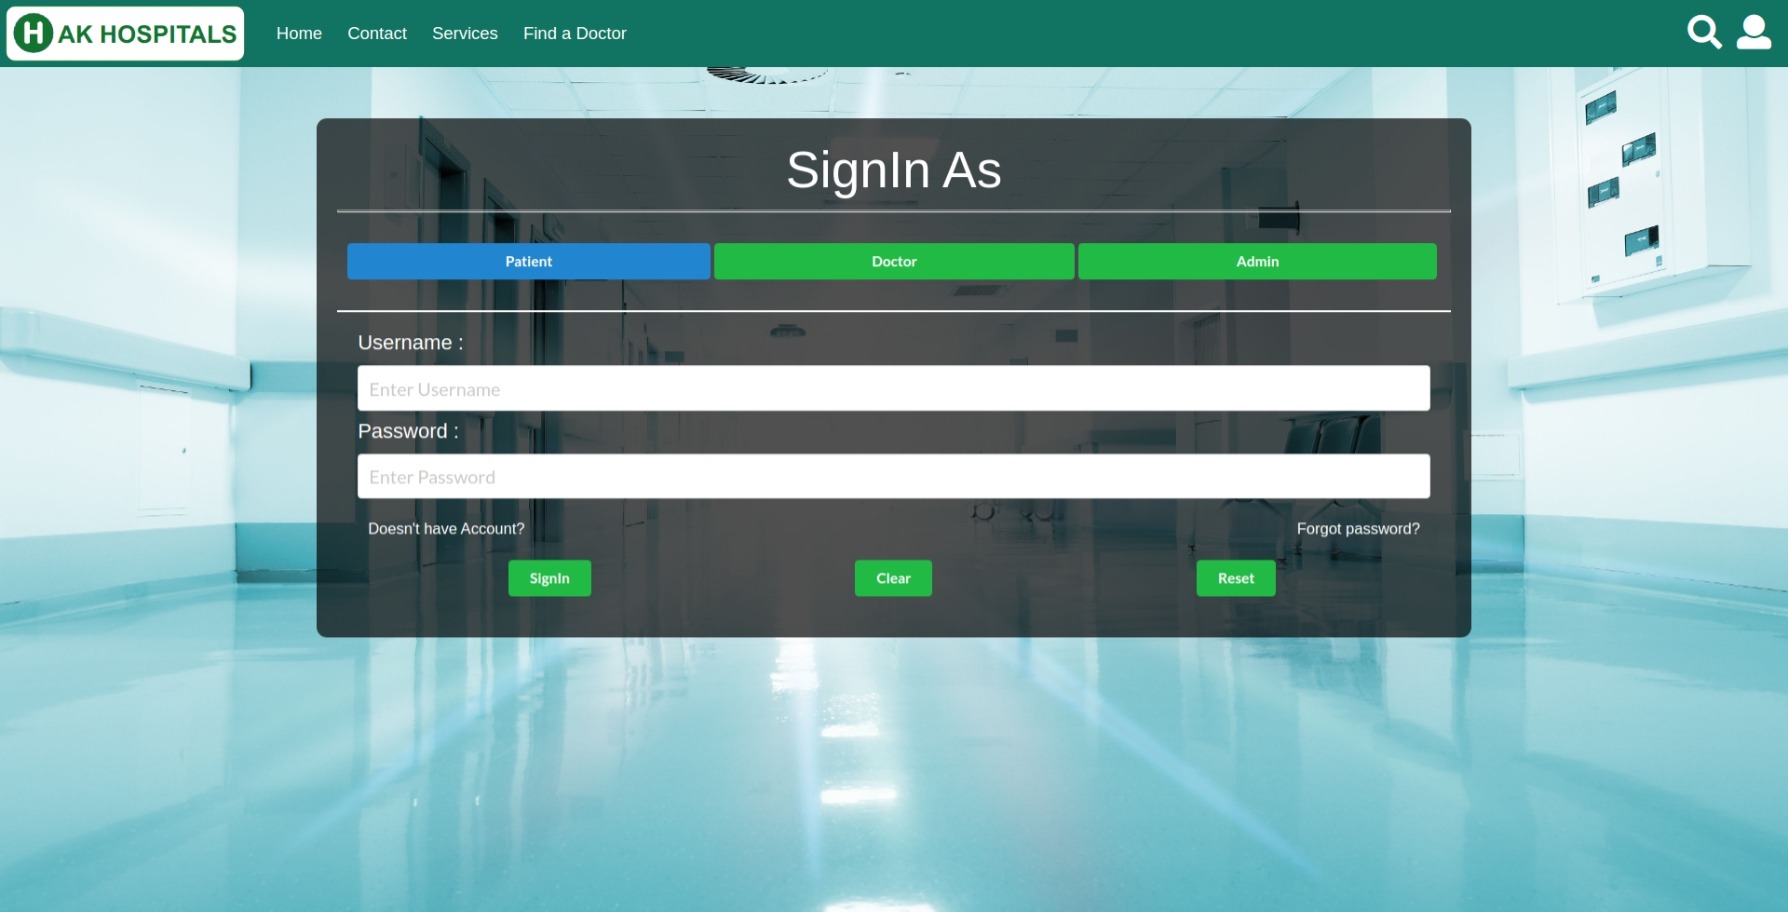 H AK HOSPITALS Home Contact Services Find a Doctor
SignIn As
Patient Doctor Admin
Username :
Enter Username
Password :
Enter Password
Doesn't have Account? Forgot password?
SignIn Clear Reset